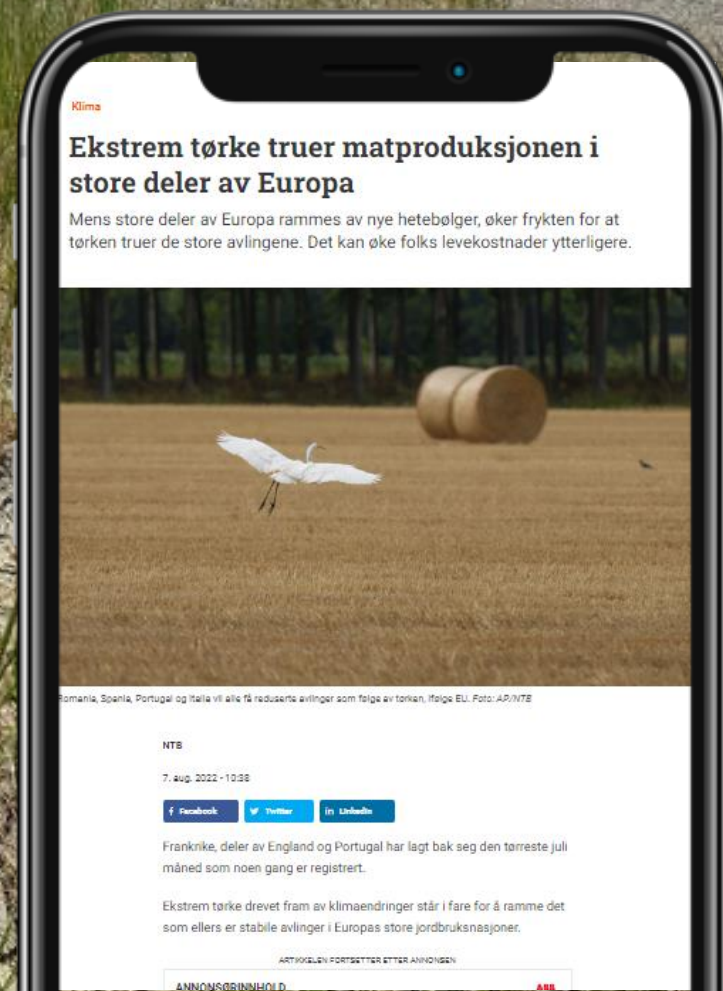 Klima
Ekstrem tørke truer matproduksjonen i
store deler av Europa
Mens store deler av Europa rammes av nye hetebølger, øker frykten for at
tørken truer de store avlingene. Det kan øke folks levekostnader ytterligere.
Romania, Spania, Portugal og Italia vil alle få reduserte avlinger som følge av tørken, ifølge EU. Foto: AP/NTB
NTB
7. aug. 2022 - 10:38
Facebook Twitter in LinkedIn
Frankrike, deler av England og Portugal har lagt bak seg den tørreste juli
måned som noen gang er registrert.
Ekstrem tørke drevet fram av klimaendringer står i fare for å ramme det
som ellers er stabile avlinger i Europas store jordbruksnasjoner.
ARTIKKELEN FORTSETTER ETTER ANNONSEN
ANNONSØRINNHOLD ABB